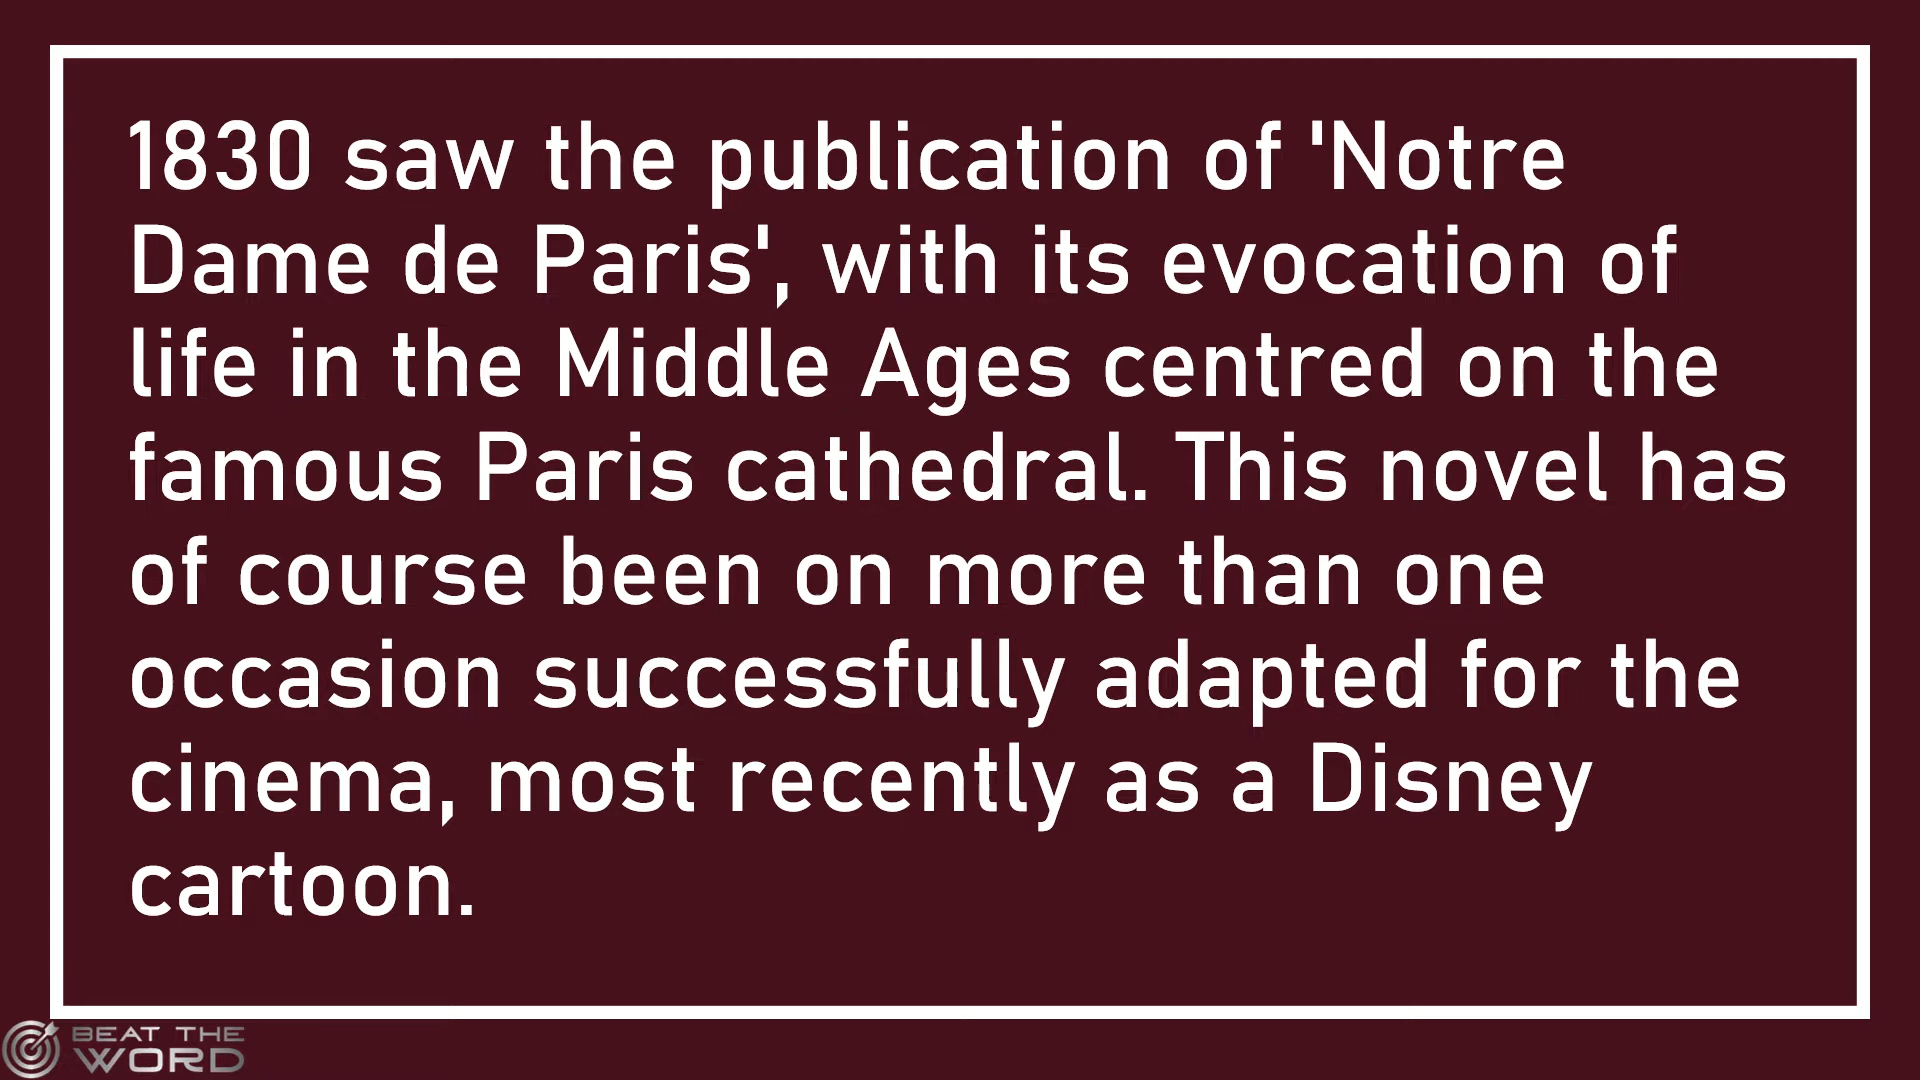 1830 saw the publication of 'Notre
Dame de Paris', with its evocation of
life in the Middle Ages centred on the
famous Paris cathedral. This novel has
of course been on more than one
occasion successfully adapted for the
cinema, most recently as a Disney
cartoon.
BEAT THE
WORD